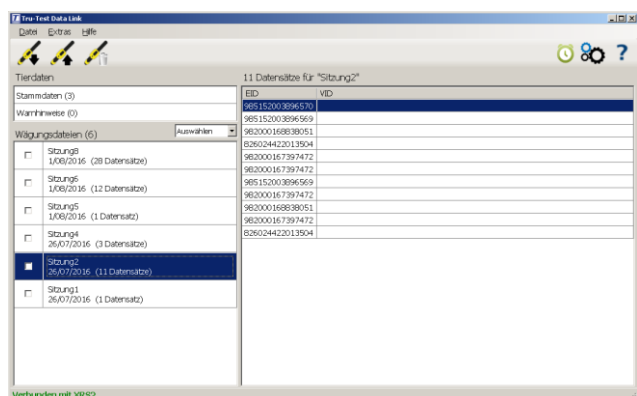 Tru-Test Data Link
Datei Extras Hilfe
?
Tierdaten
Stammdaten (3)
Warnhinweise (0)
Wägungsdateien (6) Auswählen
Sitzung8
1/08/2016 (28 Datensätze)
Sitzung6
1/08/2016 (12 Datensätze)
Sitzung5
1/08/2016 (1 Datensatz)
Sitzung4
26/07/2016 (3 Datensätze)
Sitzung2
26/07/2016 (11 Datensätze)
Sitzung1
26/07/2016 (1 Datensatz)
11 Datensätze für "Sitzung2"
EID VID
985152003896570
985152003896569
982000168838051
826024422013504
982000167397472
982000167397472
985152003896569
982000167397472
982000168838051
982000167397472
826024422013504
Verbunden mit XRS2